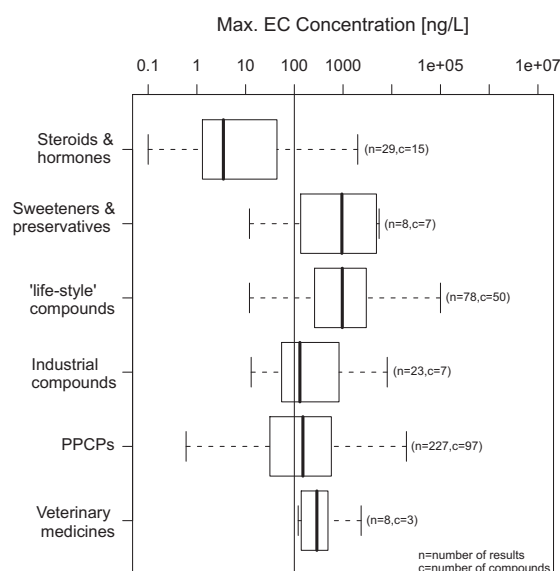 Max. EC Concentration [ng/L]
0.1 1 10 100 1000 1e+05 1e+07
Steroids &
hormones
(n=29,c=15)
Sweeteners &
preservatives
(n=8,c=7)
'life-style'
compounds
(n=78,c=50)
Industrial
compounds
(n=23,c=7)
PPCPs
(n=227,c=97)
Veterinary
medicines
(n=8,c=3)
n=number of results
c=number of compounds